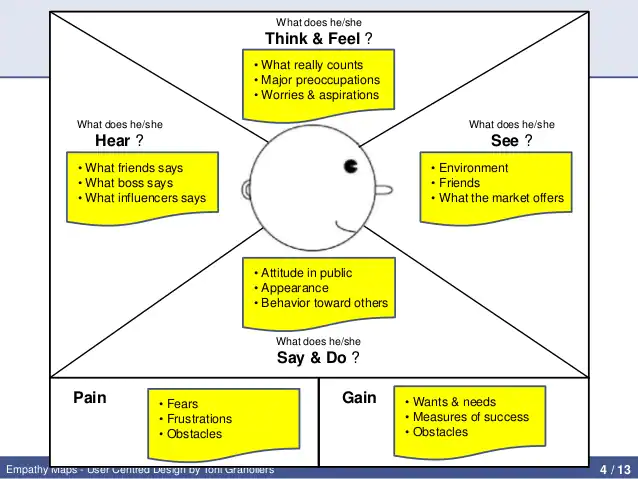 What does he/she
Think & Feel ?
• What really counts
• Major preoccupations
• Worries & aspirations
What does he/she
Hear ?
• What friends says
• What boss says
• What influencers says
What does he/she
See ?
• Environment
• Friends
• What the market offers
• Attitude in public
• Appearance
• Behavior toward others
What does he/she
Say & Do ?
Pain
• Fears
• Frustrations
• Obstacles
Gain
• Wants & needs
• Measures of success
• Obstacles
Empathy Maps - User Centred Design by Toni Granollers
4 / 13